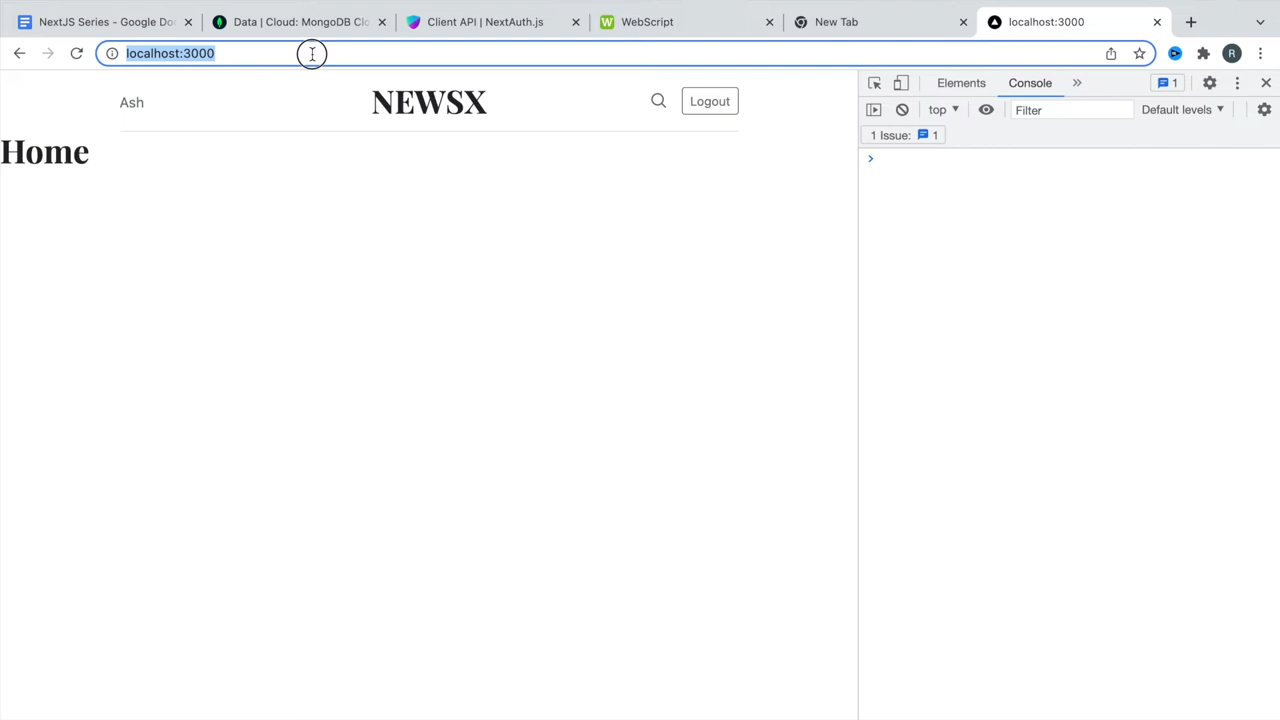 NextJS Series - Google Doc
Data | Cloud: MongoDB Clo
Client API | NextAuth.js
WebScript
New Tab
localhost:3000
localhost:3000
R
Ash
NEWSX
Logout
Home
Elements
Console
1
top
Filter
Default levels
1 Issue:
1